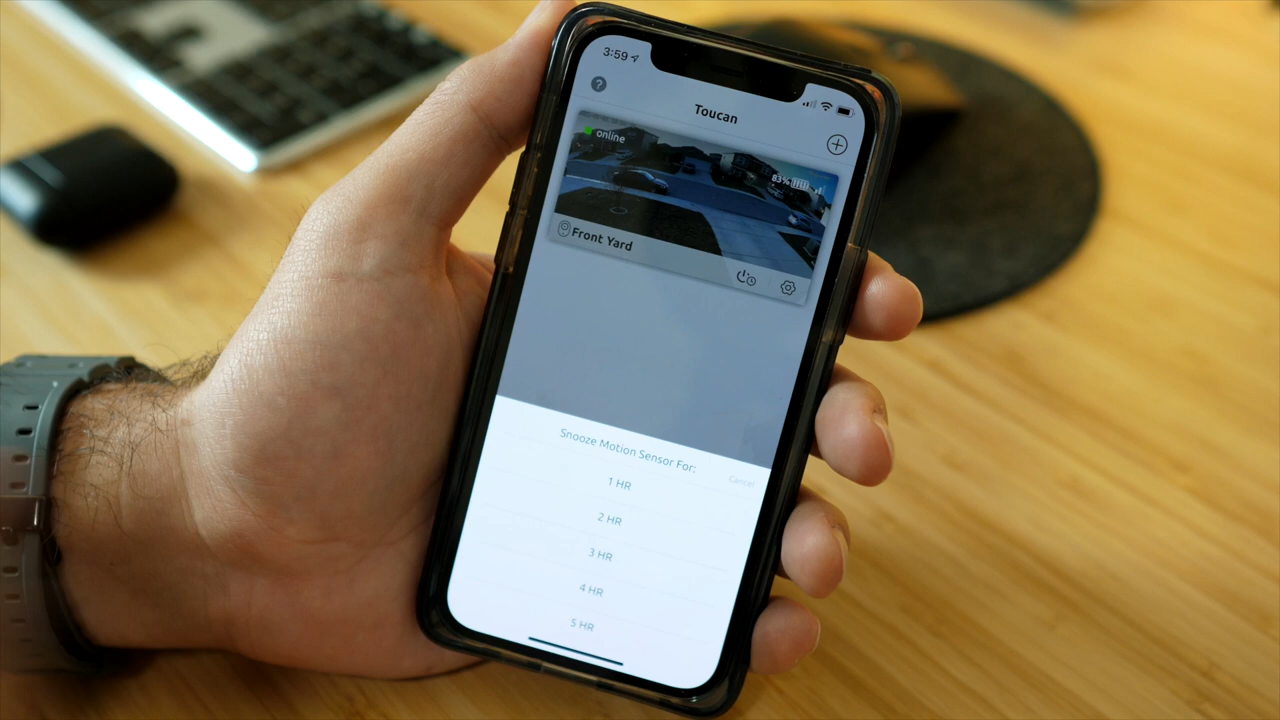 3:59
?
Toucan
online
83%
Front Yard
Snooze Motion Sensor For:
Cancel
1 HR
2 HR
3 HR
4 HR
5 HR